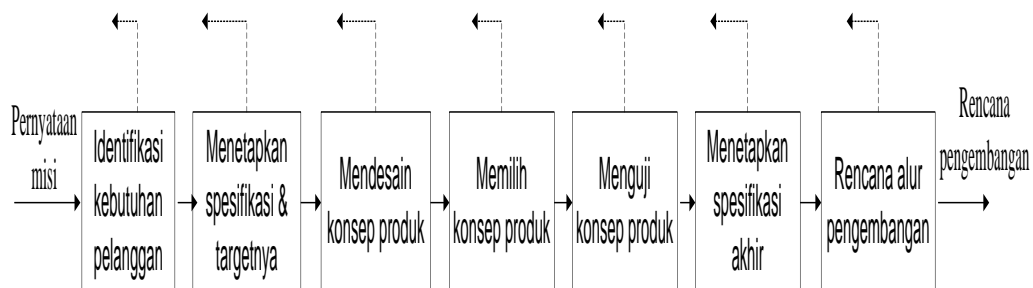 Pernyataan
misi
Identifikasi
kebutuhan
pelanggan
Menetapkan
spesifikasi &
targetnya
Mendesain
konsep produk
Memilih
konsep produk
Menguji
konsep produk
Menetapkan
spesifikasi
akhir
Rencana alur
pengembangan
Rencana
pengembangan